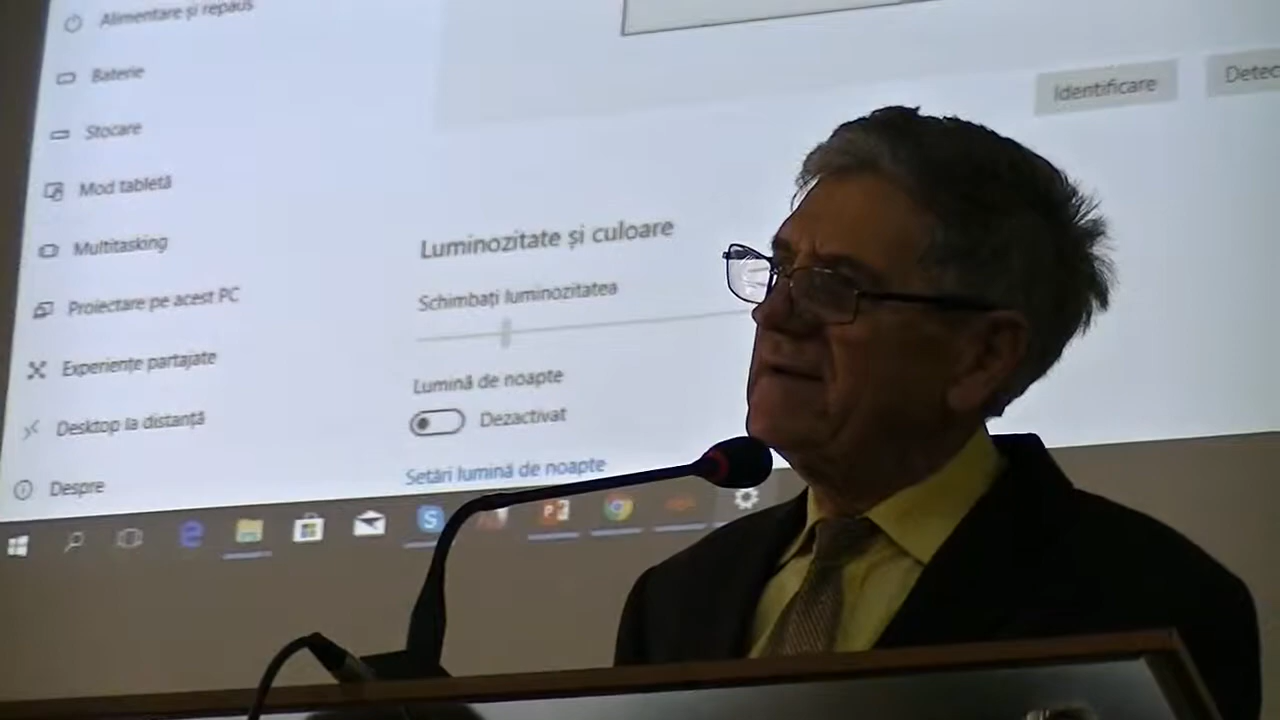 Alimentare și repaus
Baterie
Stocare
Mod tabletă
Multitasking
Proiectare pe acest PC
Experiențe partajate
Desktop la distanță
Despre
Identificare
Detec
Luminozitate și culoare
Schimbați luminozitatea
Lumină de noapte
Dezactivat
Setări lumină de noapte